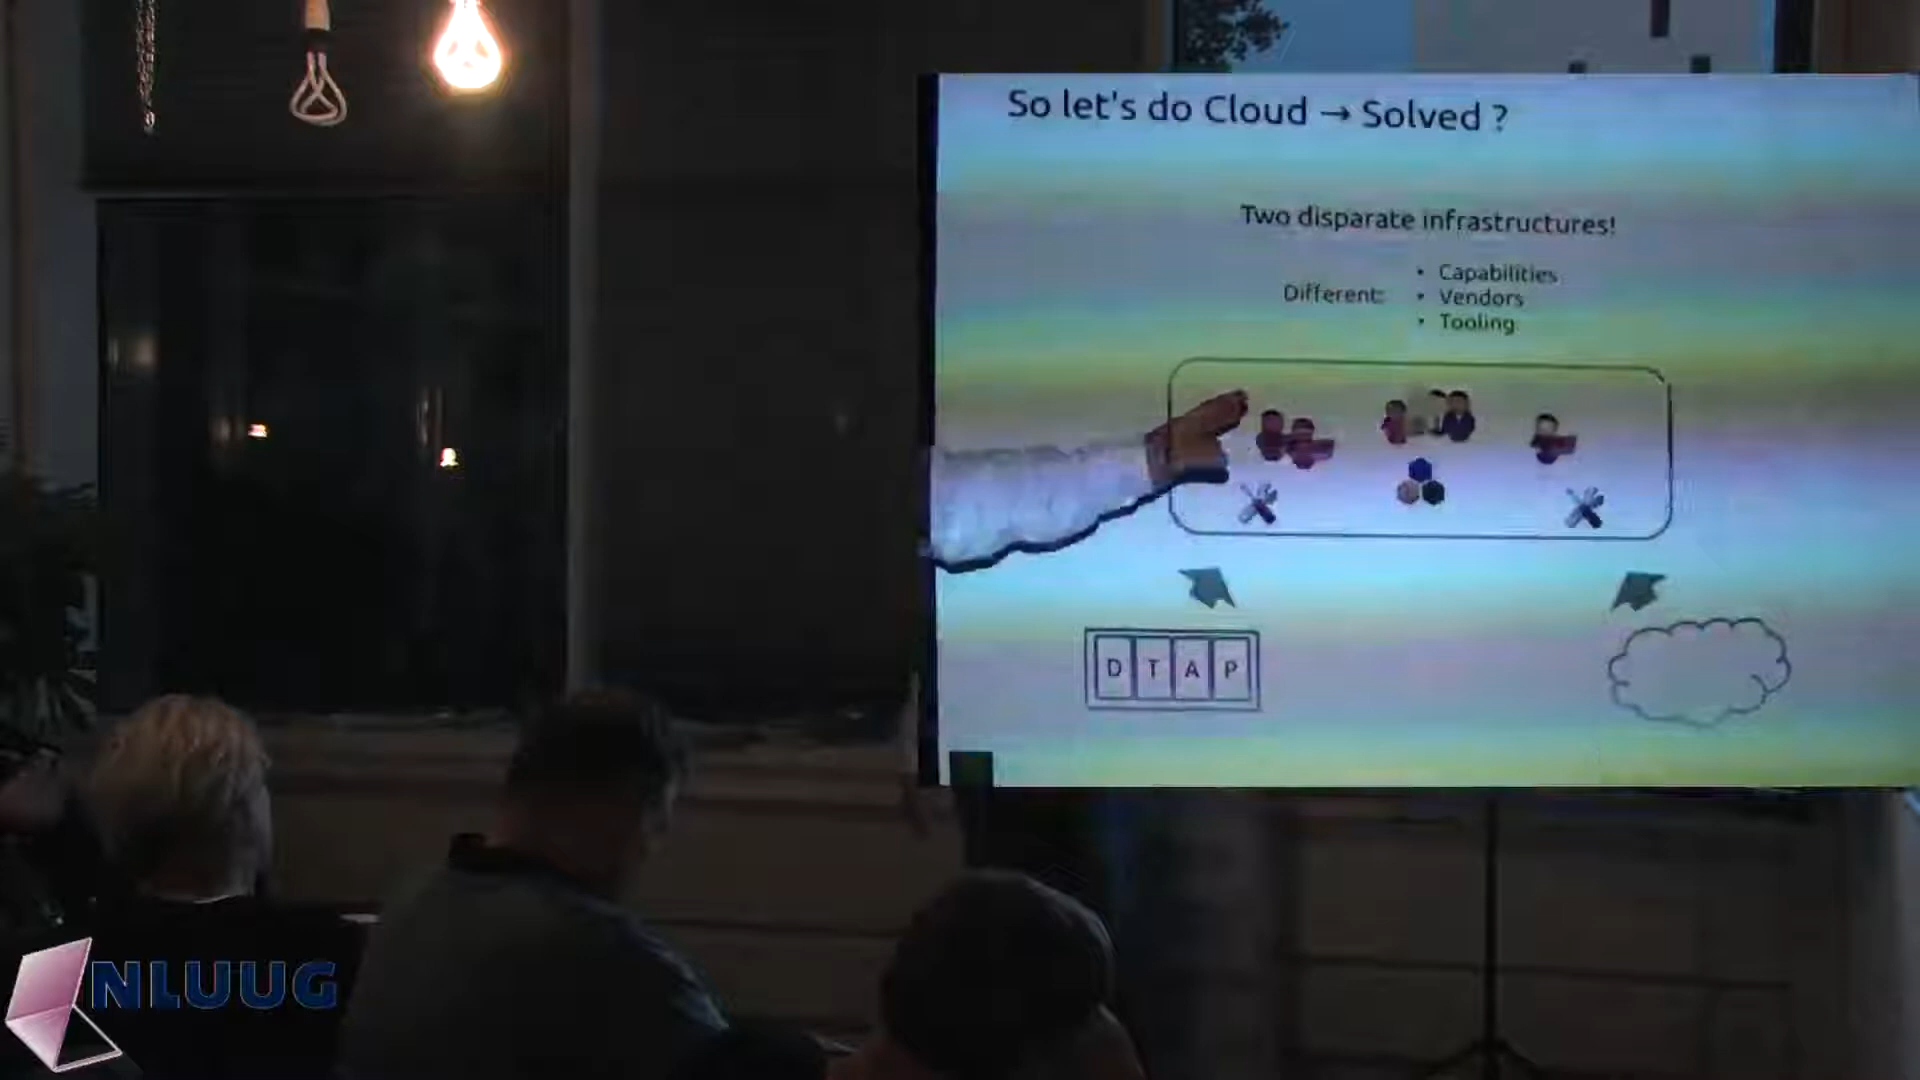 So let's do Cloud → Solved ?
Two disparate infrastructures!
Different:
• Capabilities
• Vendors
• Tooling
D T A P
NLUUG